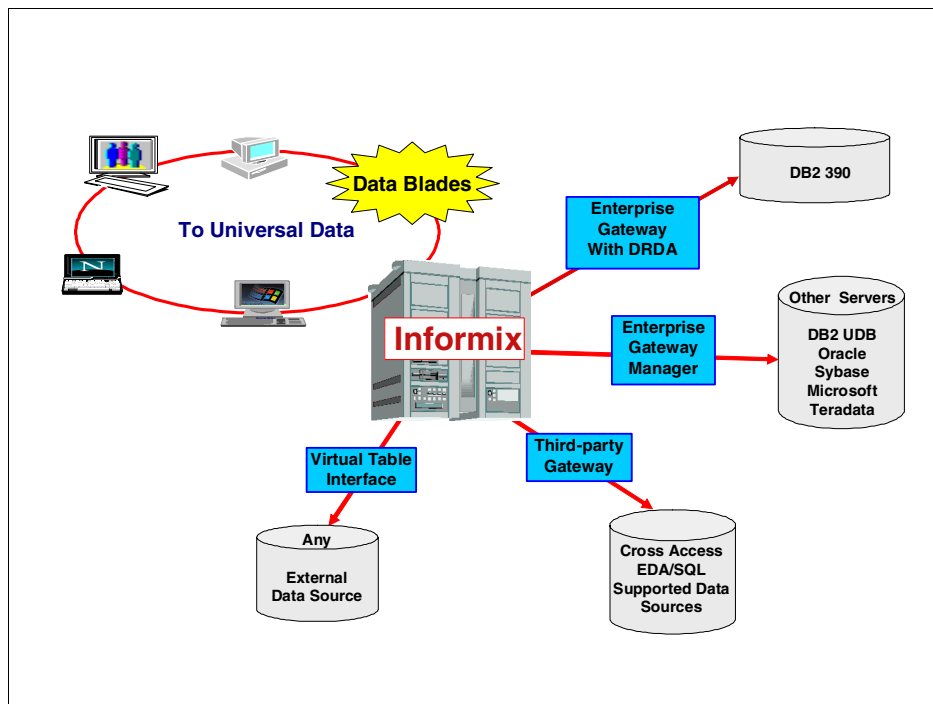 Data Blades
To Universal Data
N
DB2 390
Enterprise
Gateway
With DRDA
Informix
Enterprise
Gateway
Manager
Other Servers
DB2 UDB
Oracle
Sybase
Microsoft
Teradata
Virtual Table
Interface
Third-party
Gateway
Any
External
Data Source
Cross Access
EDA/SQL
Supported Data
Sources